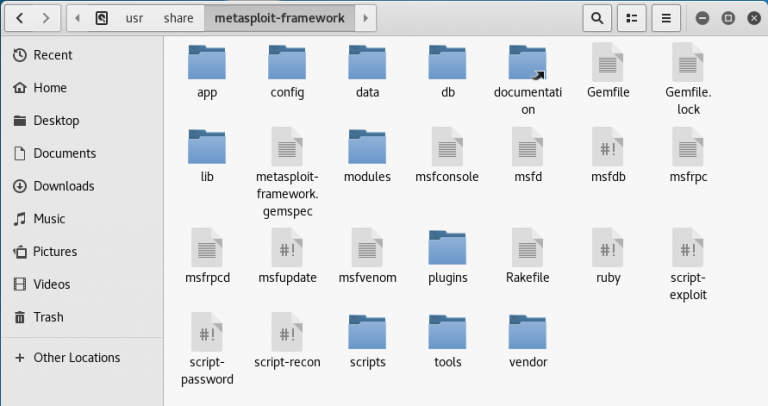 usr share metasploit-framework
Recent
Home
Desktop
Documents
Downloads
Music
Pictures
Videos
Trash
+ Other Locations
app config data db documentati Gemfile Gemfile.
on lock
lib metasploit- modules msfconsole msfd msfdb msfrpc
framework.
gemspec
#!
msfrpcd msfupdate msfvenom plugins Rakefile ruby script-
exploit
#! #! #!
script- script-recon scripts tools vendor
password
#! #!